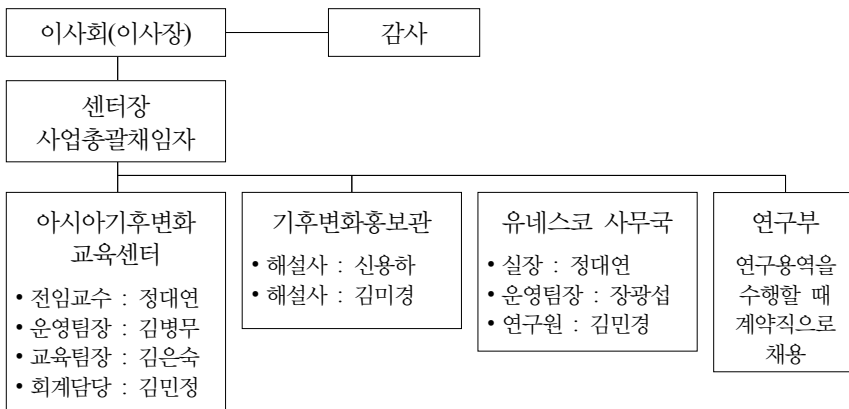 이사회(이사장)
감사
센터장
사업총괄채임자
아시아기후변화
교육센터
• 전임교수 : 정대연
• 운영팀장 : 김병무
• 교육팀장 : 김은숙
• 회계담당 : 김민정
기후변화홍보관
• 해설사 : 신용하
• 해설사 : 김미경
유네스코 사무국
• 실장 : 정대연
• 운영팀장 : 장광섭
• 연구원 : 김민경
연구부
연구용역을
수행할 때
계약직으로
채용